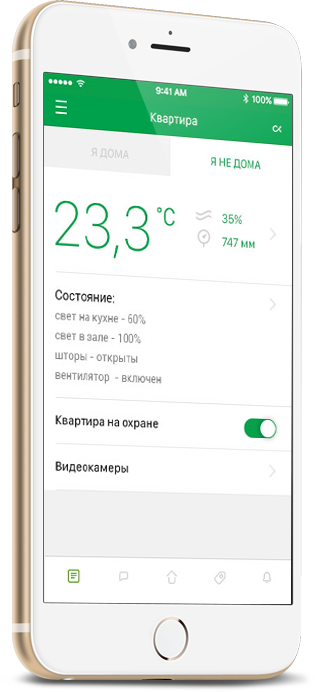 9:41 AM
100%
Квартира
Я ДОМА
Я НЕ ДОМА
23,3 °C
35%
747 мм
Состояние:
свет на кухне - 60%
свет в зале - 100%
шторы - открыты
вентилятор - включен
Квартира на охране
Видеокамеры